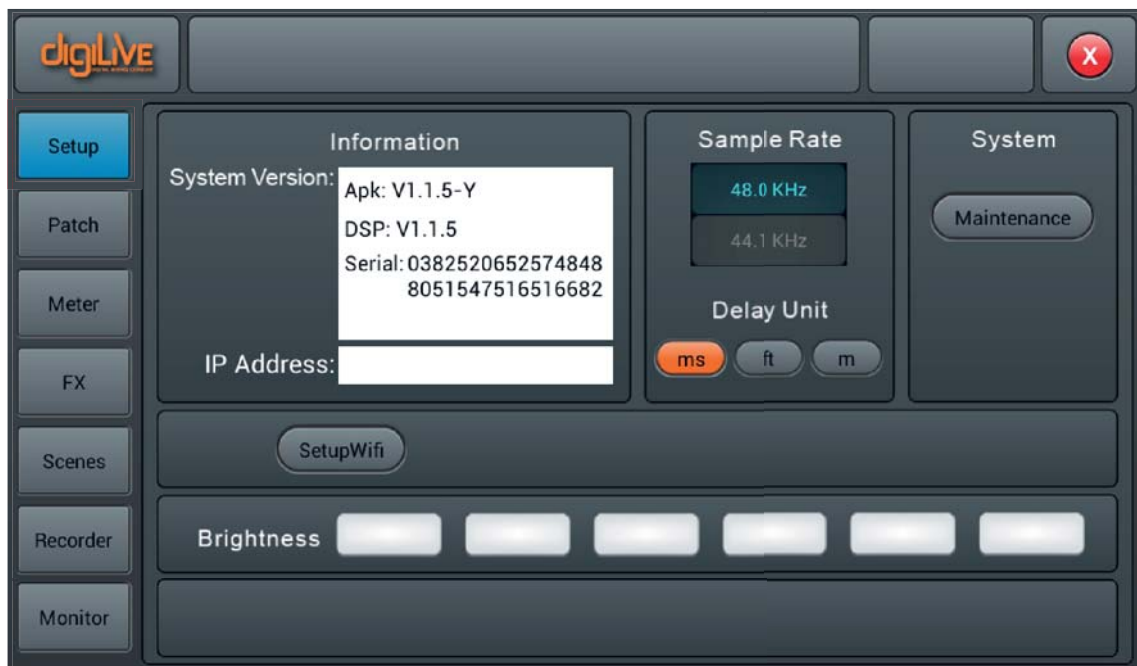 digiLivE
X
Setup
Patch
Meter
FX
Scenes
Recorder
Monitor
Information
System Version:
Apk: V1.1.5-Y
DSP: V1.1.5
Serial: 0382520652574848
8051547516516682
IP Address:
Sample Rate
48.0 KHz
44.1 KHz
Delay Unit
ms ft m
System
Maintenance
SetupWifi
Brightness